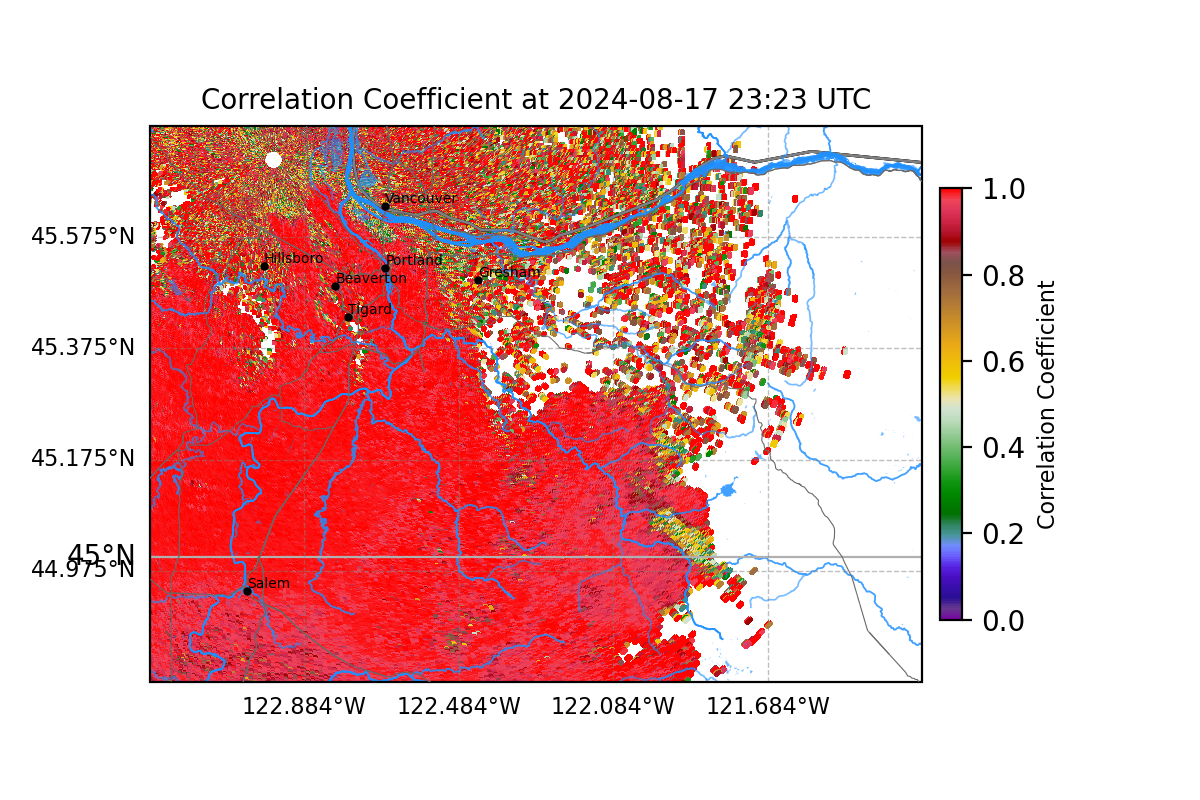 Correlation Coefficient at 2024-08-17 23:23 UTC
Vancouver
45.575°N
Hillsboro
Portland
Beaverton
Gresham
Tigard
45.375°N
45.175°N
45°N
44.975°N
Salem
122.884°W
122.484°W
122.084°W
121.684°W
1.0
0.8
0.6
0.4
0.2
0.0
Correlation Coefficient